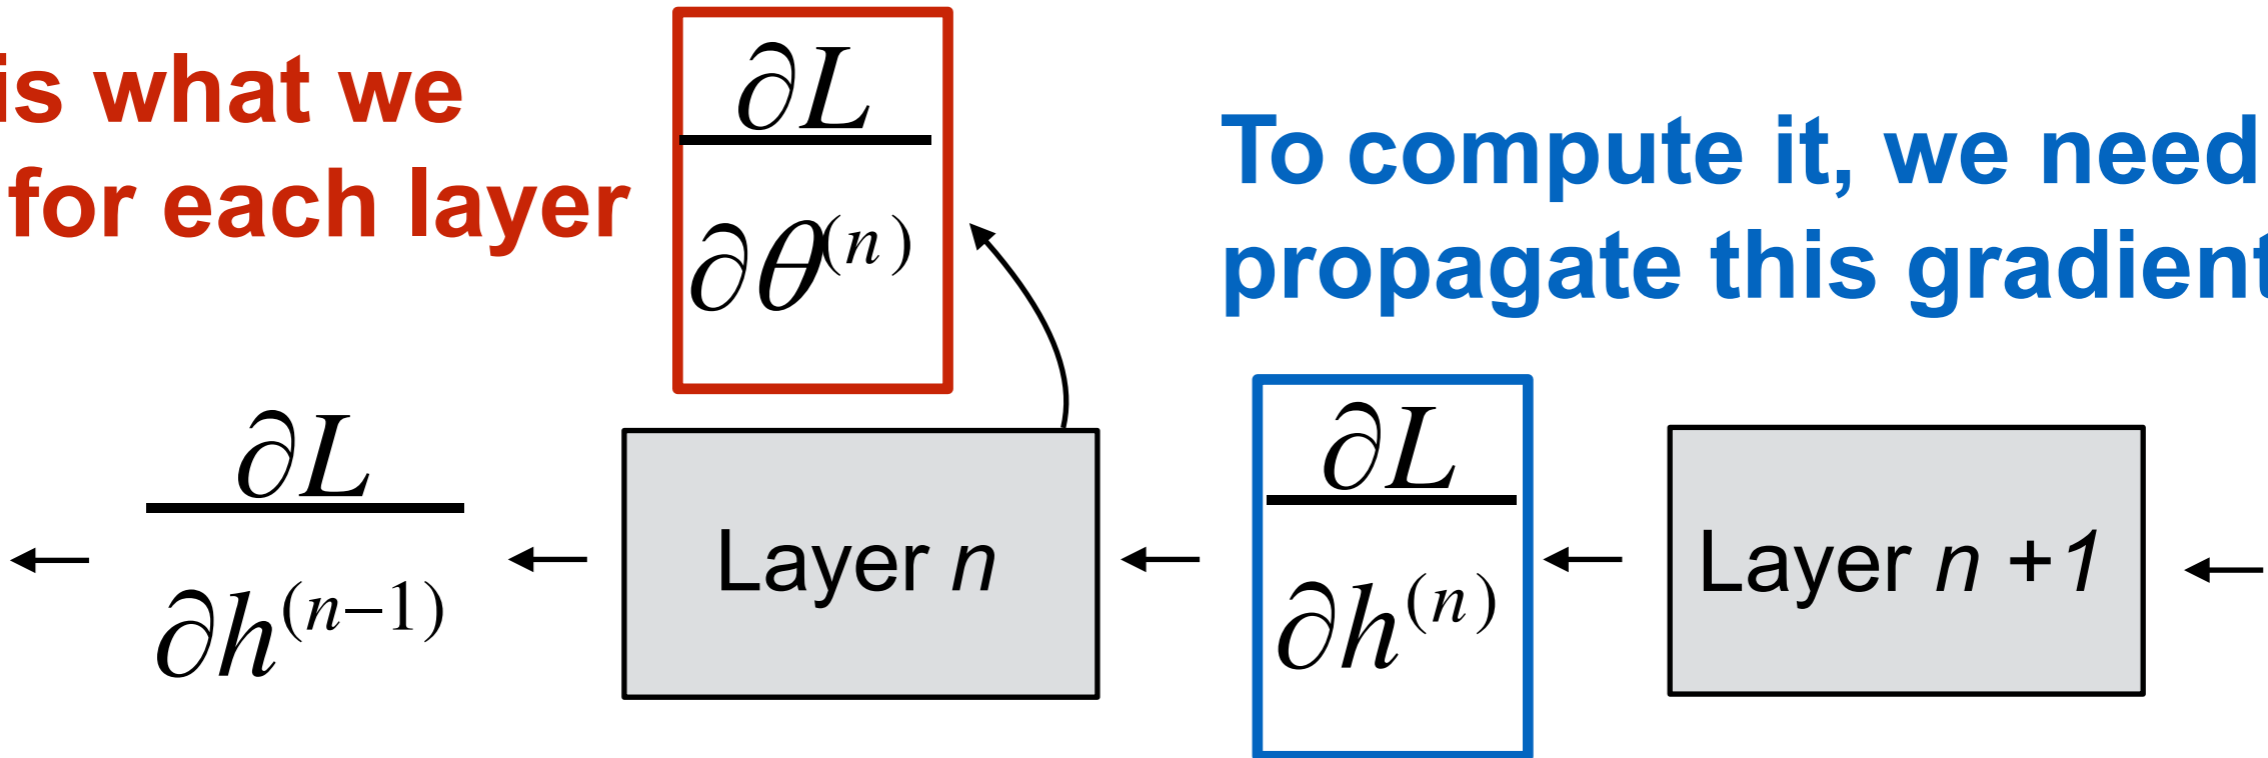 is what we
for each layer
∂L
∂θ(n)
To compute it, we need
propagate this gradient
∂L
∂h(n−1)
Layer n
∂L
∂h(n)
Layer n +1